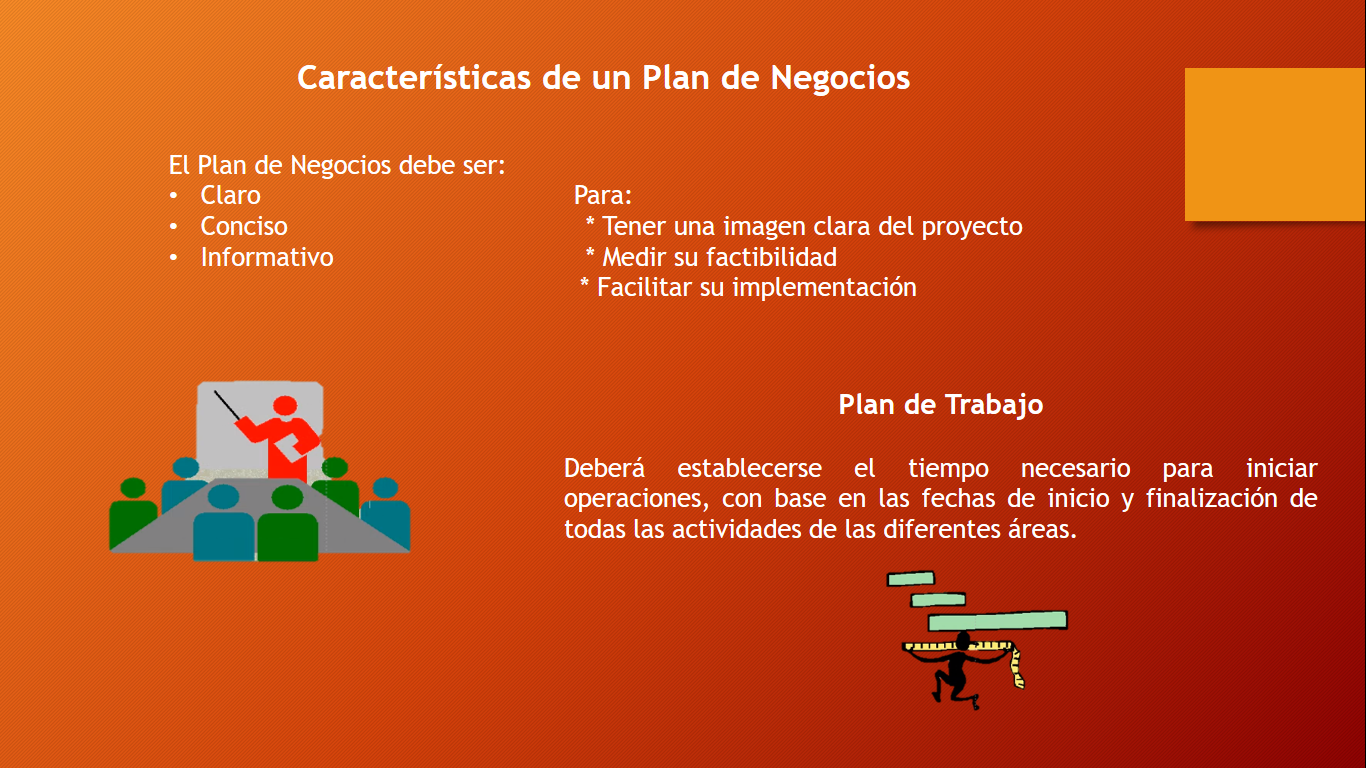 Características de un Plan de Negocios
El Plan de Negocios debe ser:
• Claro
• Conciso
• Informativo
Para:
* Tener una imagen clara del proyecto
* Medir su factibilidad
* Facilitar su implementación
Plan de Trabajo
Deberá establecerse el tiempo necesario para iniciar
operaciones, con base en las fechas de inicio y finalización de
todas las actividades de las diferentes áreas.